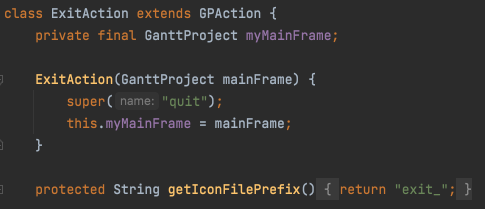 class ExitAction extends GPAction {
    private final GanttProject myMainFrame;
    ExitAction(GanttProject mainFrame) {
        super( name: "quit");
        this.myMainFrame = mainFrame;
    }
    protected String getIconFilePrefix() { return "exit_"; }